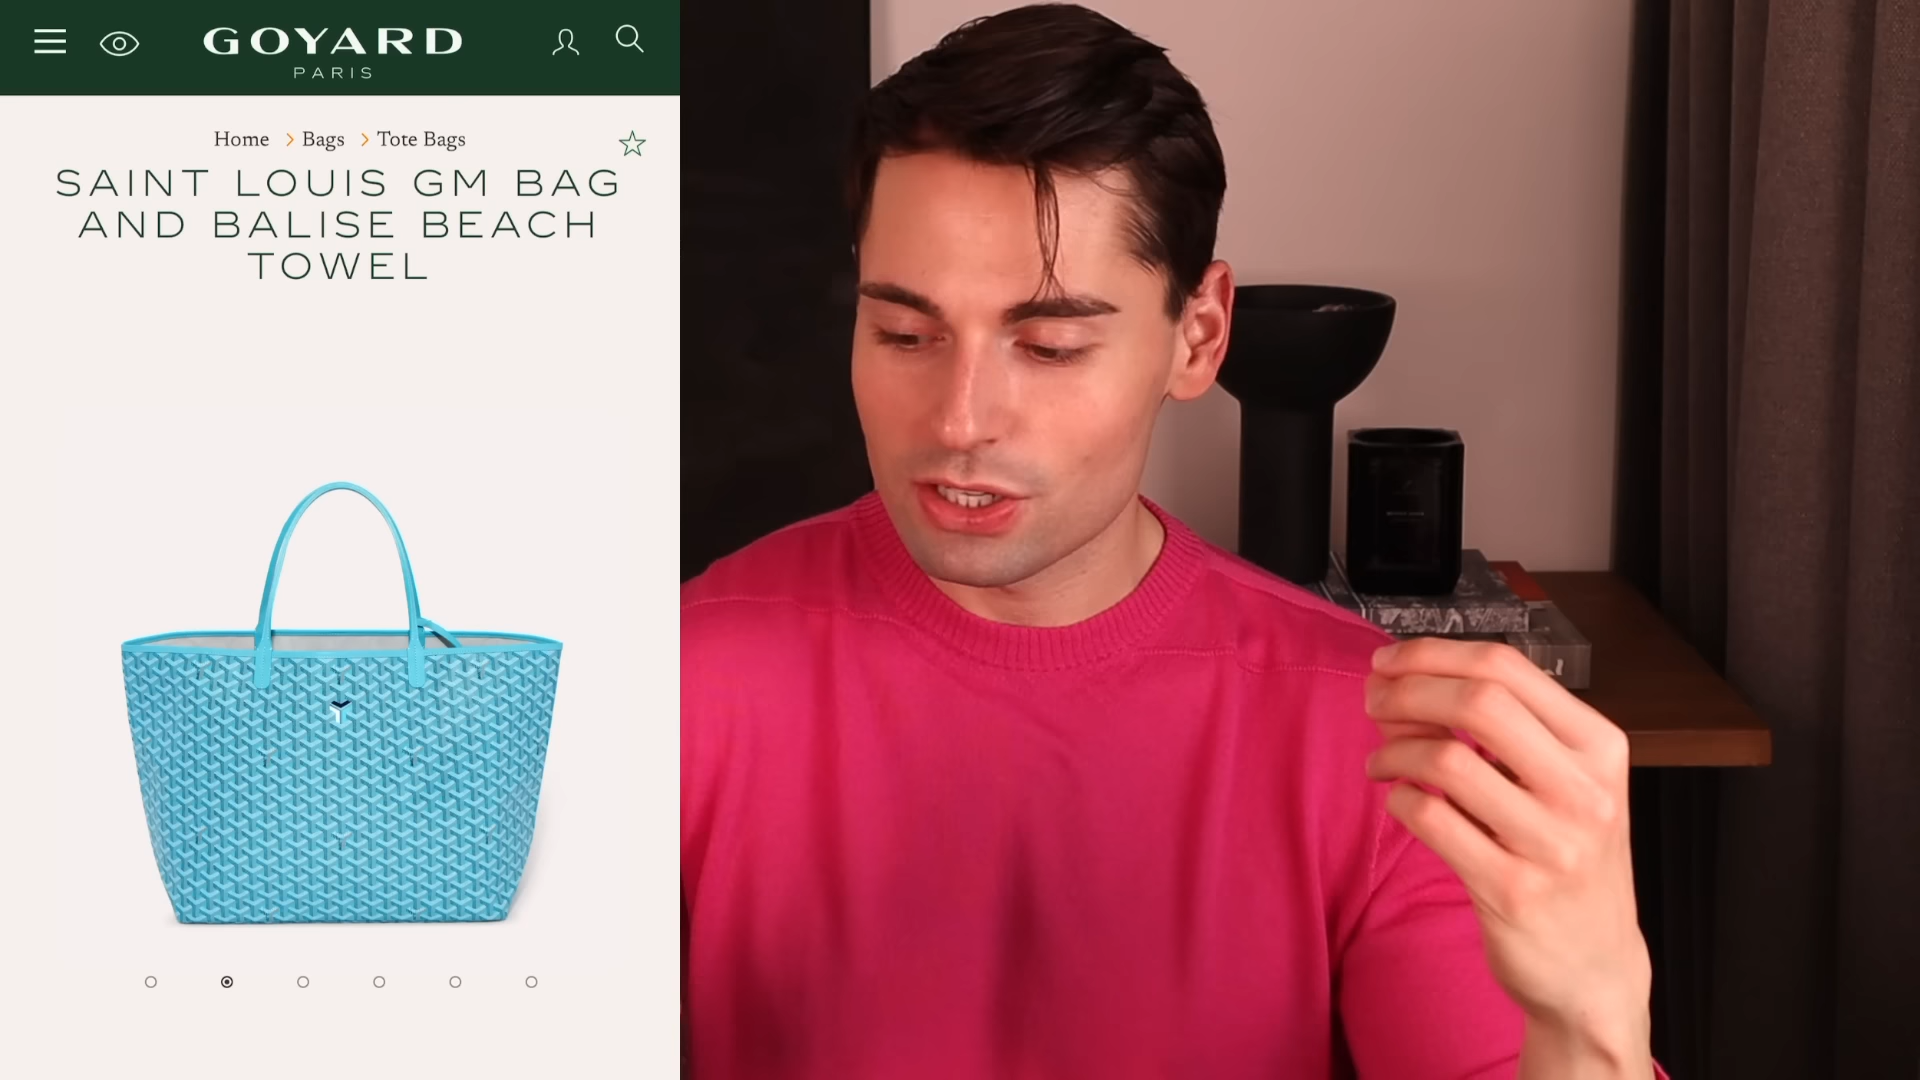 GOYARD
PARIS
Home > Bags > Tote Bags
SAINT LOUIS GM BAG
AND BALISE BEACH
TOWEL